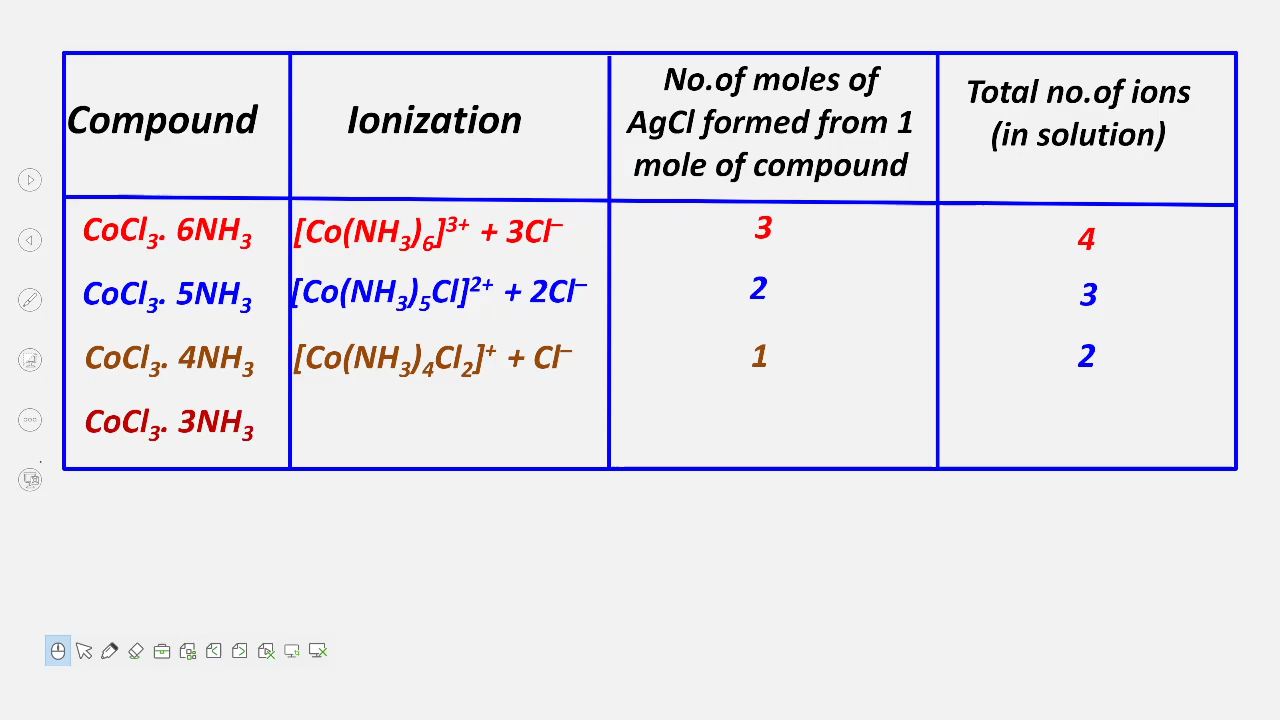 Compound
Ionization
No.of moles of
AgCl formed from 1
mole of compound
Total no.of ions
(in solution)
CoCl₃. 6NH₃ [Co(NH₃)₆]³⁺ + 3Cl⁻ 3 4
CoCl₃. 5NH₃ [Co(NH₃)₅Cl]²⁺ + 2Cl⁻ 2 3
CoCl₃. 4NH₃ [Co(NH₃)₄Cl₂]⁺ + Cl⁻ 1 2
CoCl₃. 3NH₃